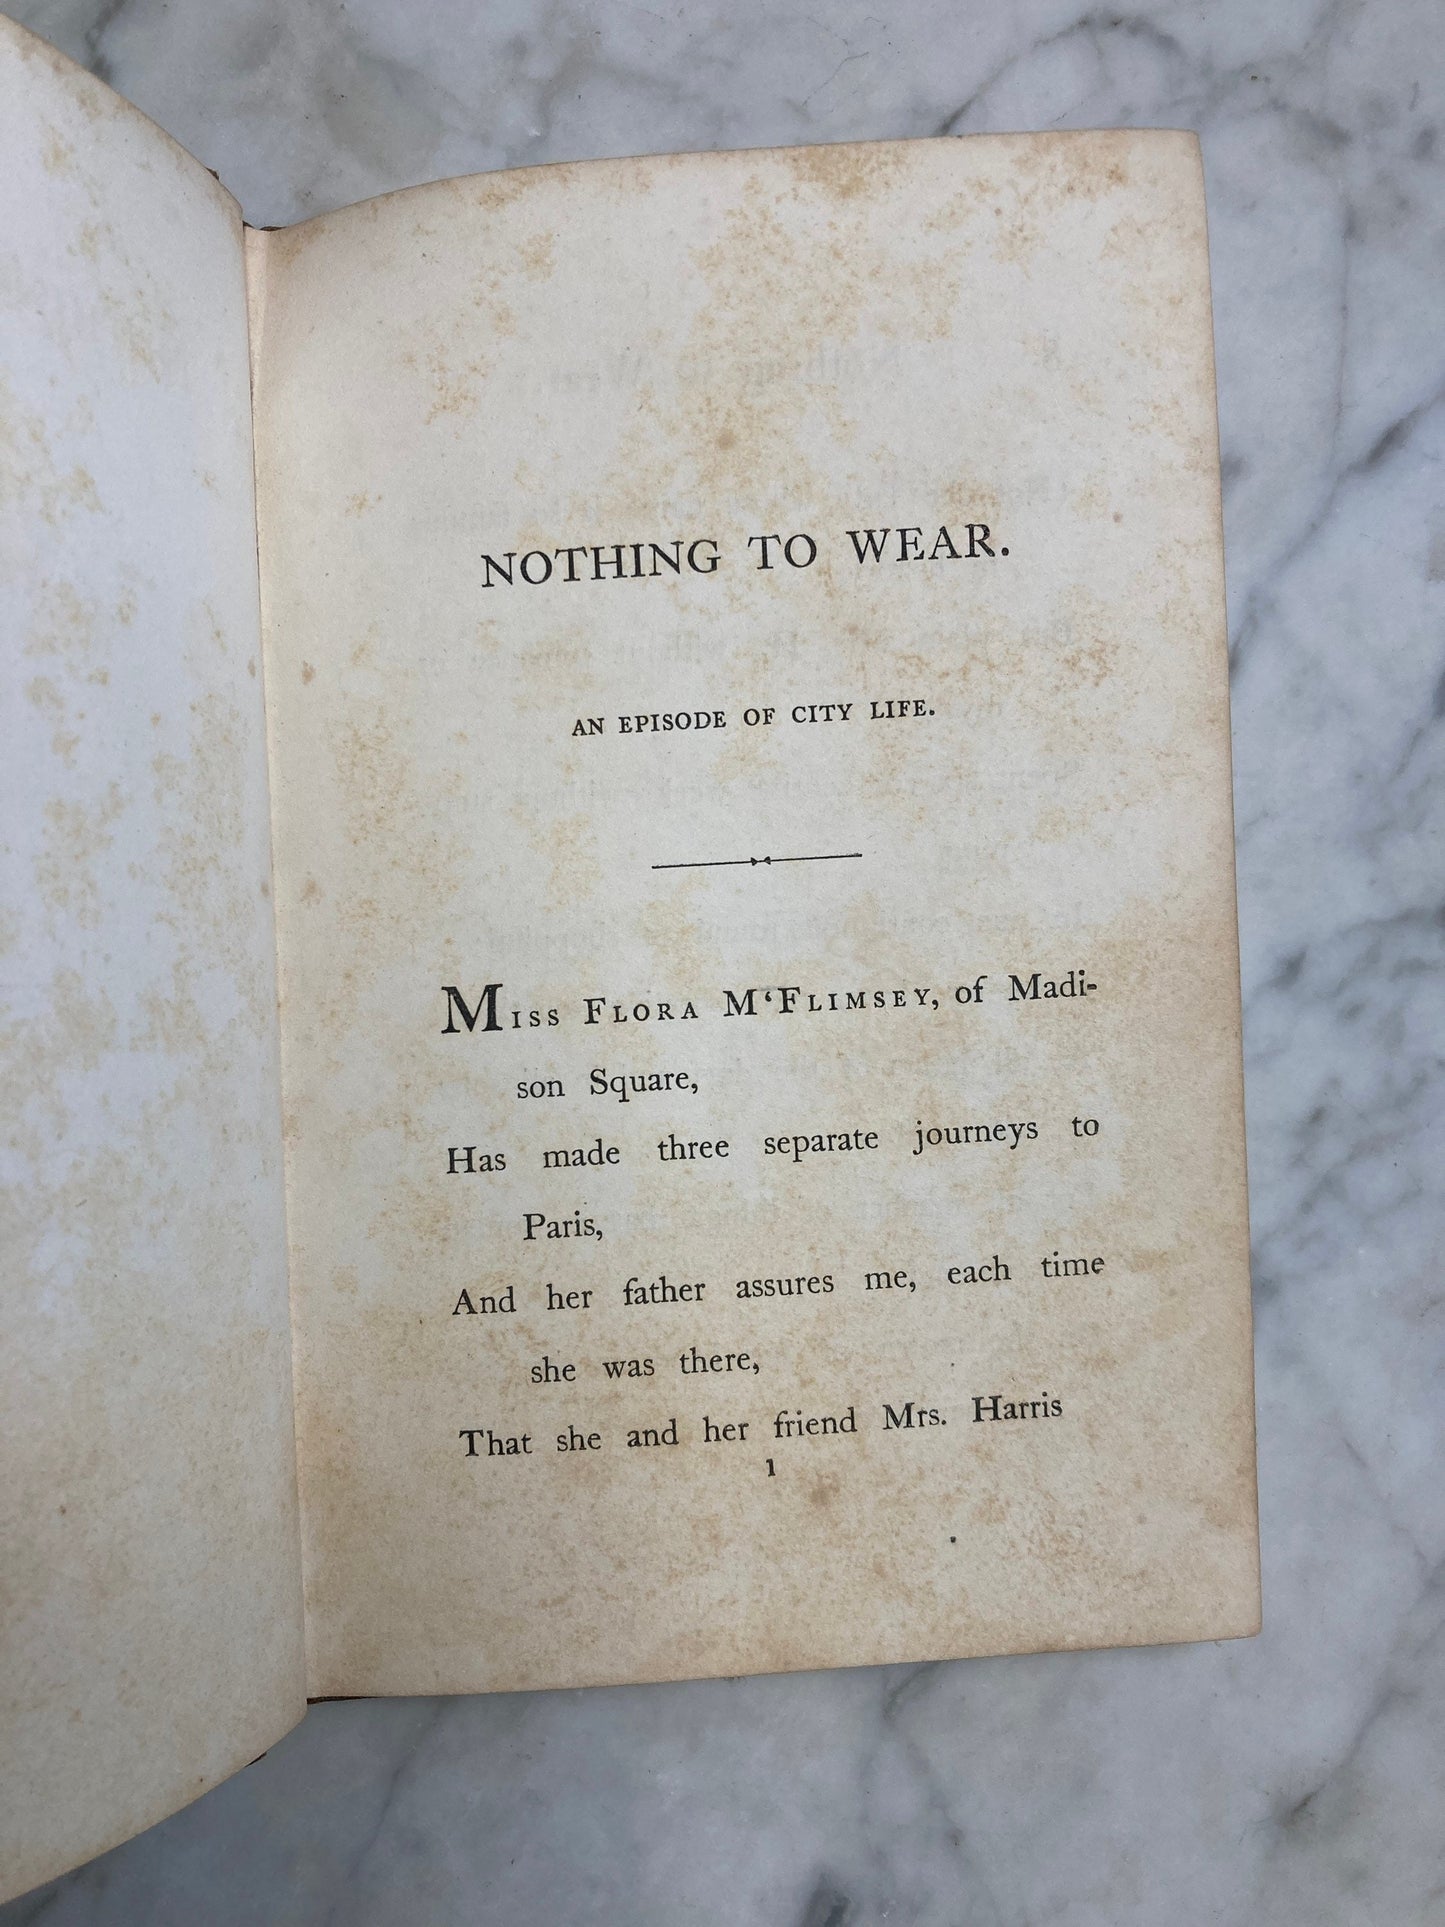 NOTHING TO WEAR.
AN EPISODE OF CITY LIFE.
MISS FLORA M‘FLIMSEY, of Madi-
son Square,
Has made three separate journeys to
Paris,
And her father assures me, each time
she was there,
That she and her friend Mrs. Harris
1